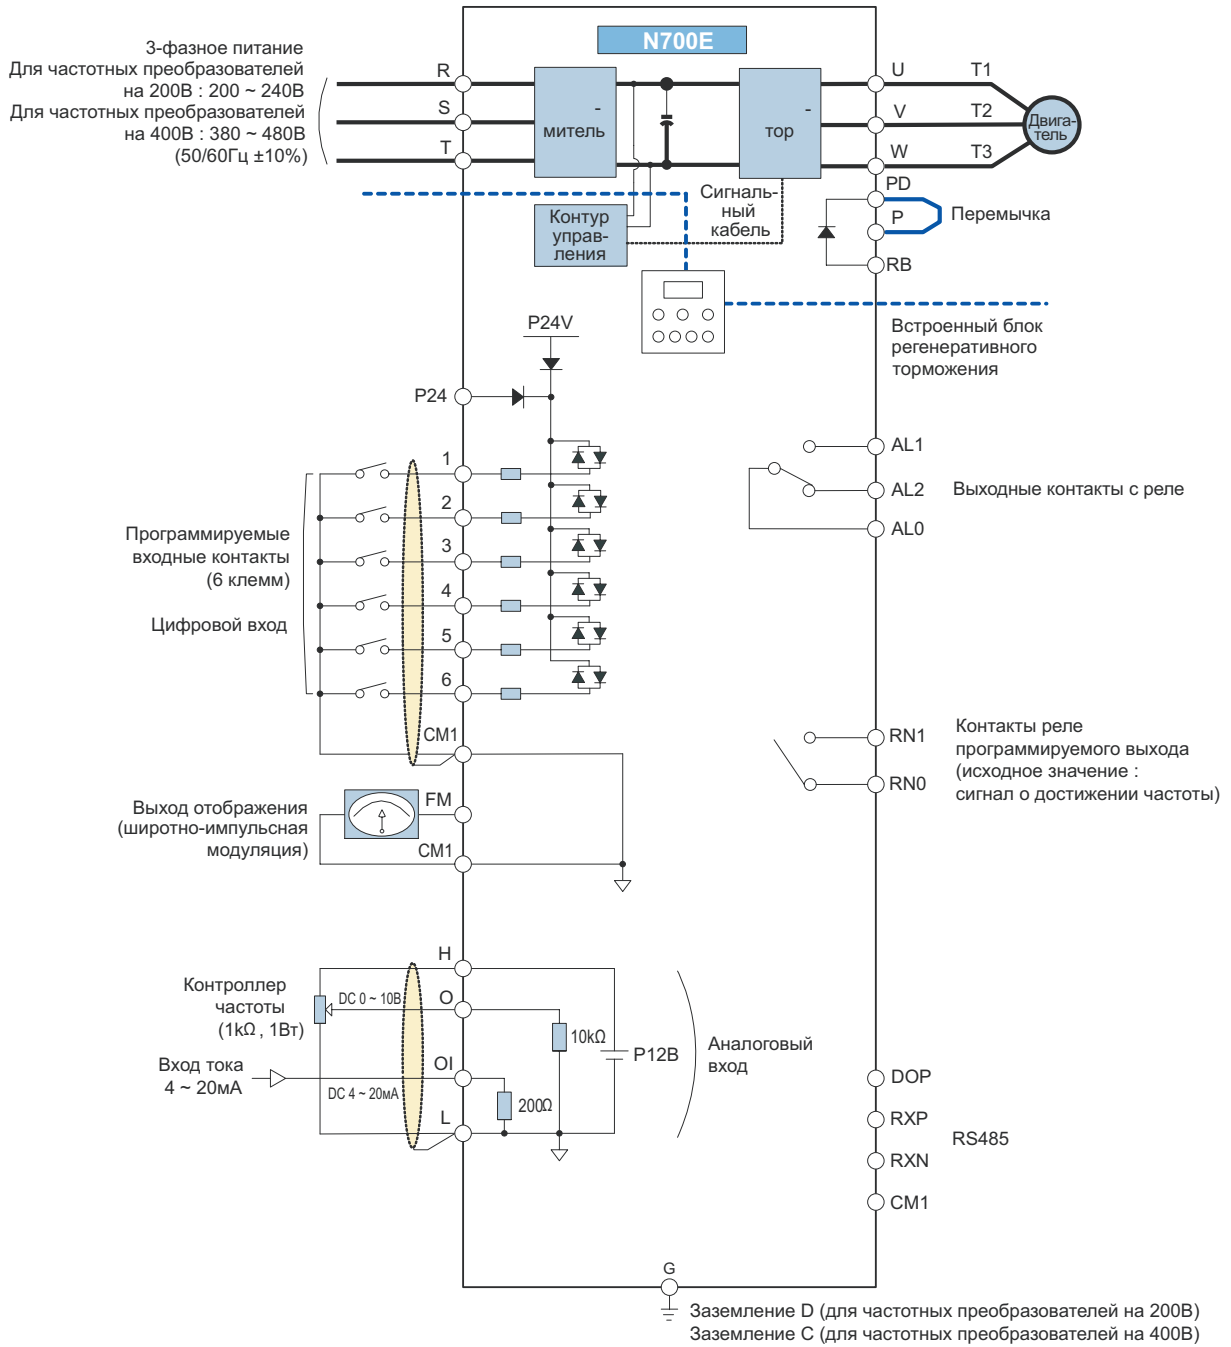 N700E
3-фазное питание
Для частотных преобразователей
на 200В : 200 ~ 240В
Для частотных преобразователей
на 400В : 380 ~ 480В
(50/60Гц ±10%)
R
S
T
-
митель
-
тор
U
V
W
T1
T2
T3
Двига-
тель
PD
P
RB
Перемычка
Сигналь-
ный
кабель
Контур
управ-
ления
Встроенный блок
регенеративного
торможения
P24V
P24
1
2
3
4
5
6
CM1
Программируемые
входные контакты
(6 клемм)
Цифровой вход
AL1
AL2
AL0
Выходные контакты с реле
RN1
RN0
Контакты реле
программируемого выхода
(исходное значение :
сигнал о достижении частоты)
Выход отображения
(широтно-импульсная
модуляция)
FM
CM1
H
O
OI
L
Контроллер
частоты
(1kΩ , 1Вт)
DC 0 ~ 10В
Вход тока
4 ~ 20мА
DC 4 ~ 20мА
10kΩ
200Ω
P12В
Аналоговый
вход
DOP
RXP
RXN
CM1
RS485
G
Заземление D (для частотных преобразователей на 200В)
Заземление C (для частотных преобразователей на 400В)